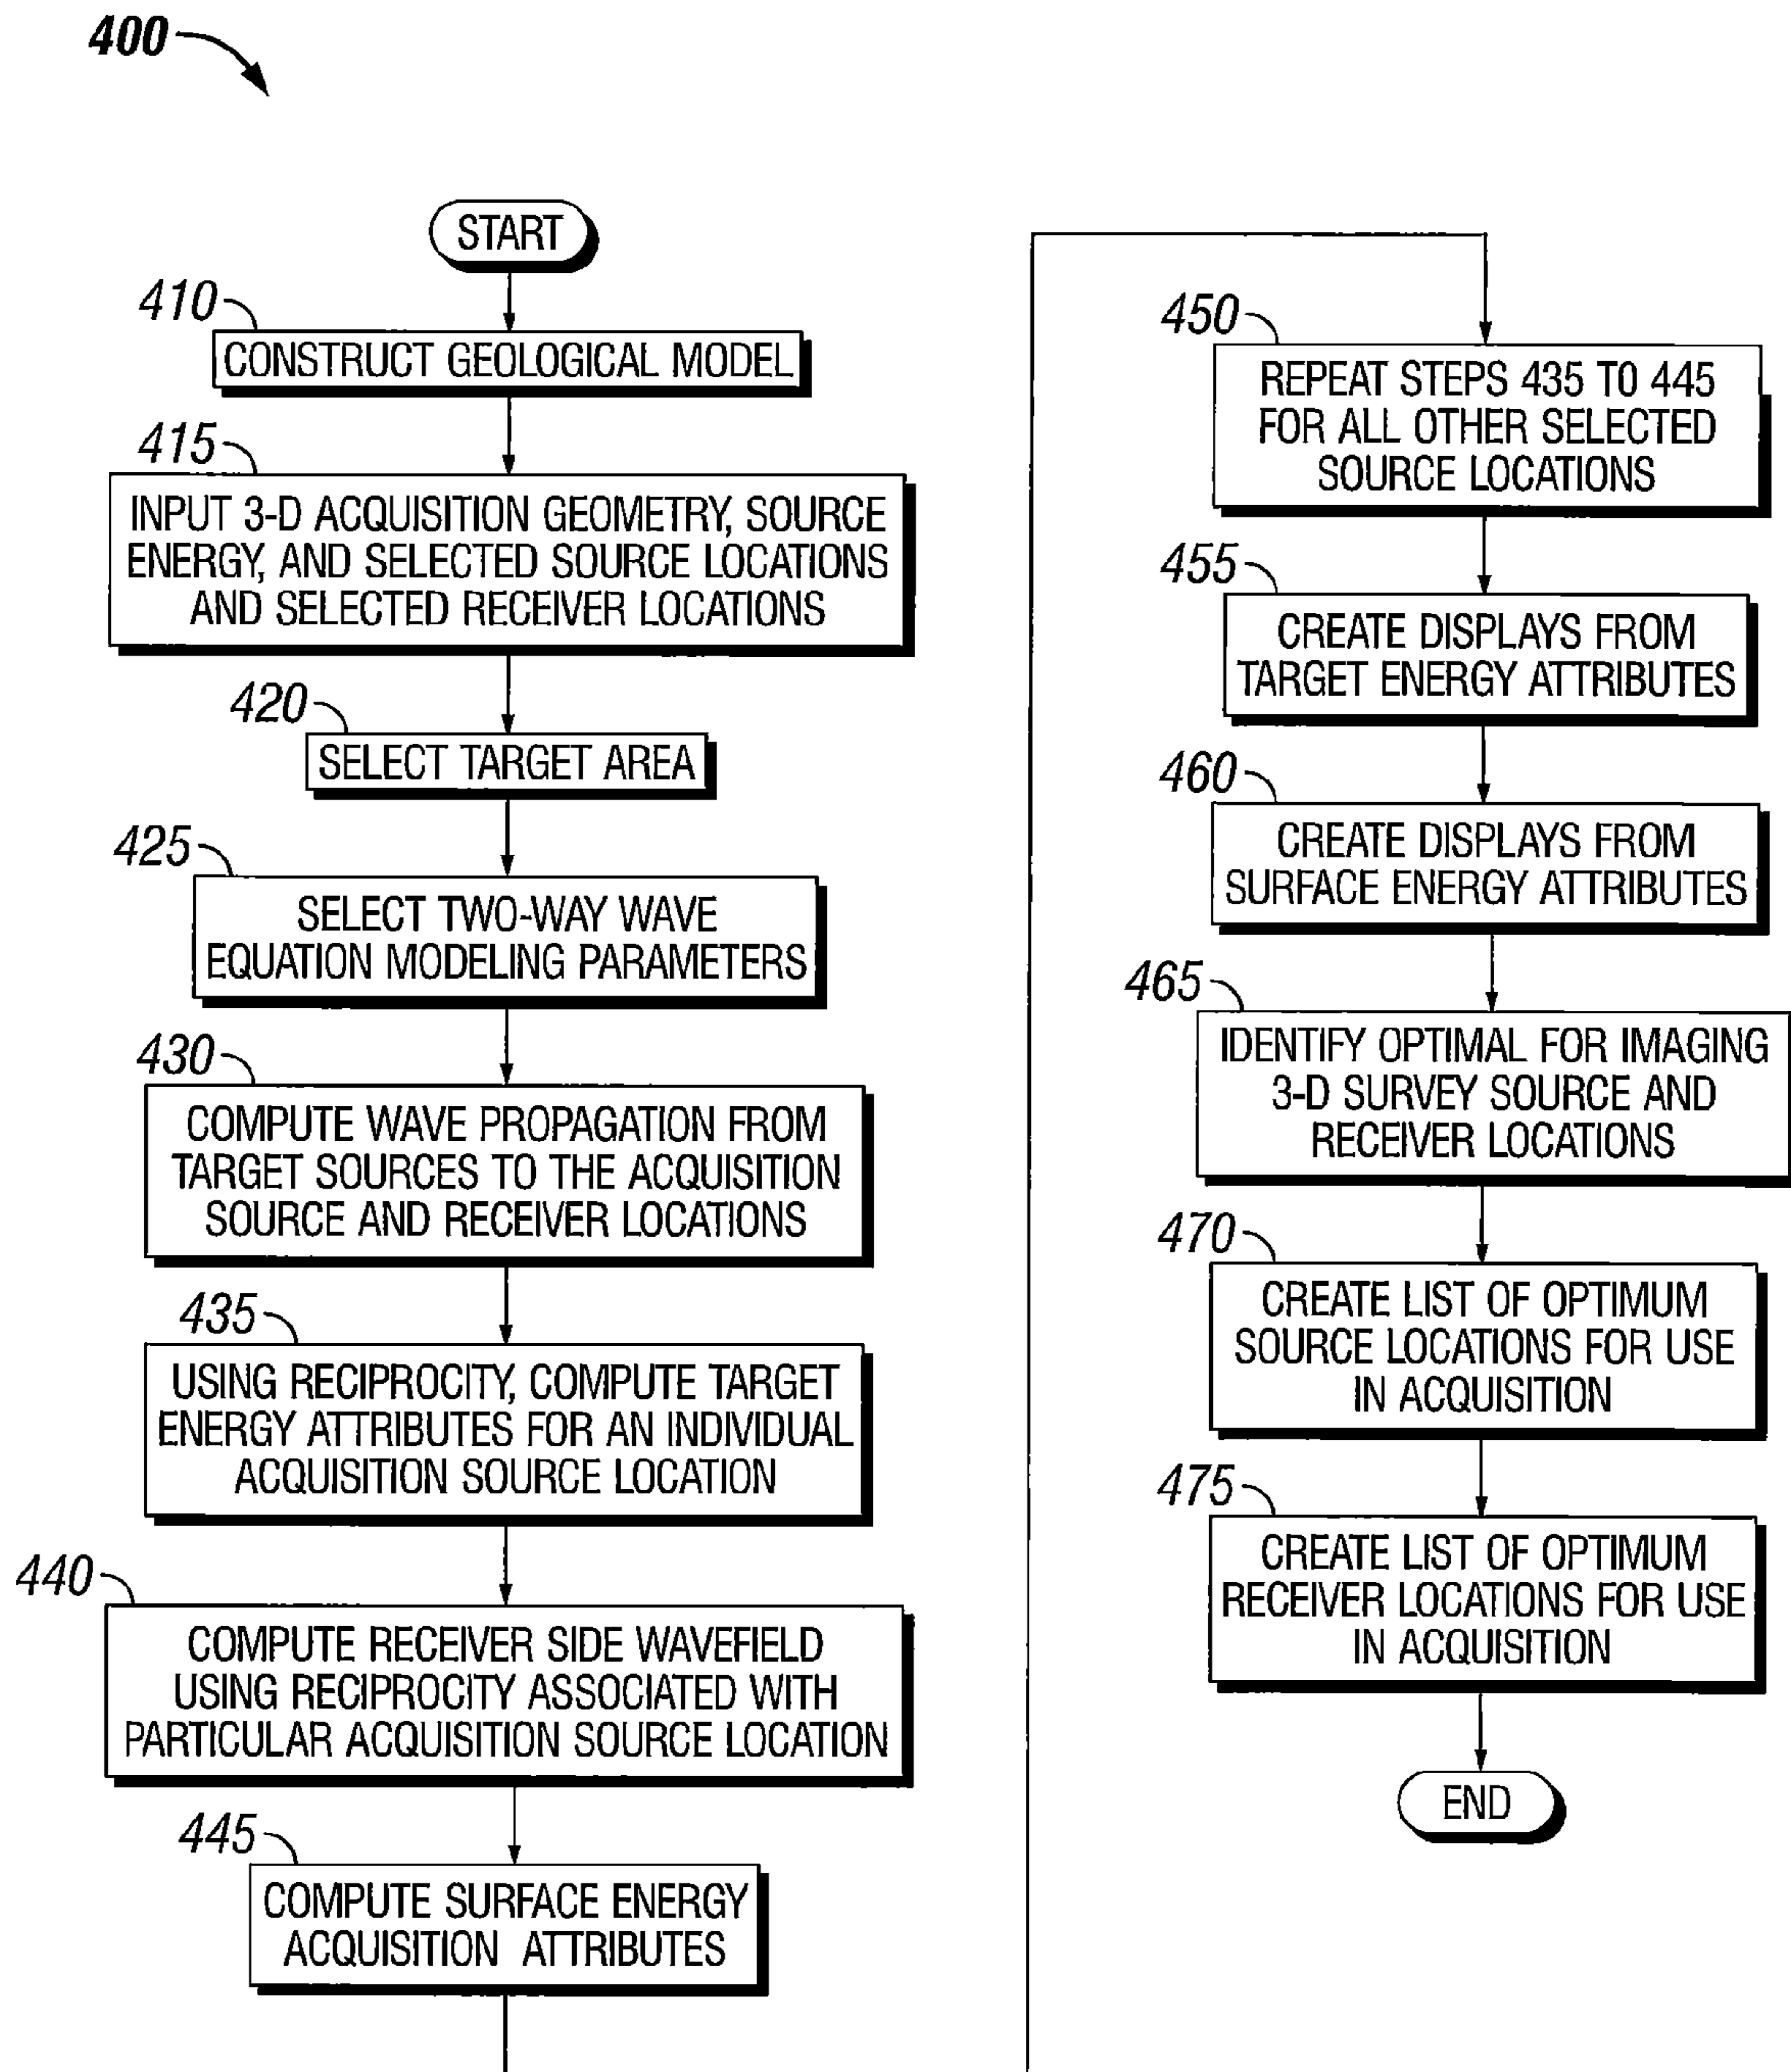 400
START
410
CONSTRUCT GEOLOGICAL MODEL
415
INPUT 3-D ACQUISITION GEOMETRY, SOURCE
ENERGY, AND SELECTED SOURCE LOCATIONS
AND SELECTED RECEIVER LOCATIONS
420
SELECT TARGET AREA
425
SELECT TWO-WAY WAVE
EQUATION MODELING PARAMETERS
430
COMPUTE WAVE PROPAGATION FROM
TARGET SOURCES TO THE ACQUISITION
SOURCE AND RECEIVER LOCATIONS
435
USING RECIPROCITY, COMPUTE TARGET
ENERGY ATTRIBUTES FOR AN INDIVIDUAL
ACQUISITION SOURCE LOCATION
440
COMPUTE RECEIVER SIDE WAVEFIELD
USING RECIPROCITY ASSOCIATED WITH
PARTICULAR ACQUISITION SOURCE LOCATION
445
COMPUTE SURFACE ENERGY
ACQUISITION ATTRIBUTES
450
REPEAT STEPS 435 TO 445
FOR ALL OTHER SELECTED
SOURCE LOCATIONS
455
CREATE DISPLAYS FROM
TARGET ENERGY ATTRIBUTES
460
CREATE DISPLAYS FROM
SURFACE ENERGY ATTRIBUTES
465
IDENTIFY OPTIMAL FOR IMAGING
3-D SURVEY SOURCE AND
RECEIVER LOCATIONS
470
CREATE LIST OF OPTIMUM
SOURCE LOCATIONS FOR USE
IN ACQUISITION
475
CREATE LIST OF OPTIMUM
RECEIVER LOCATIONS FOR USE
IN ACQUISITION
END